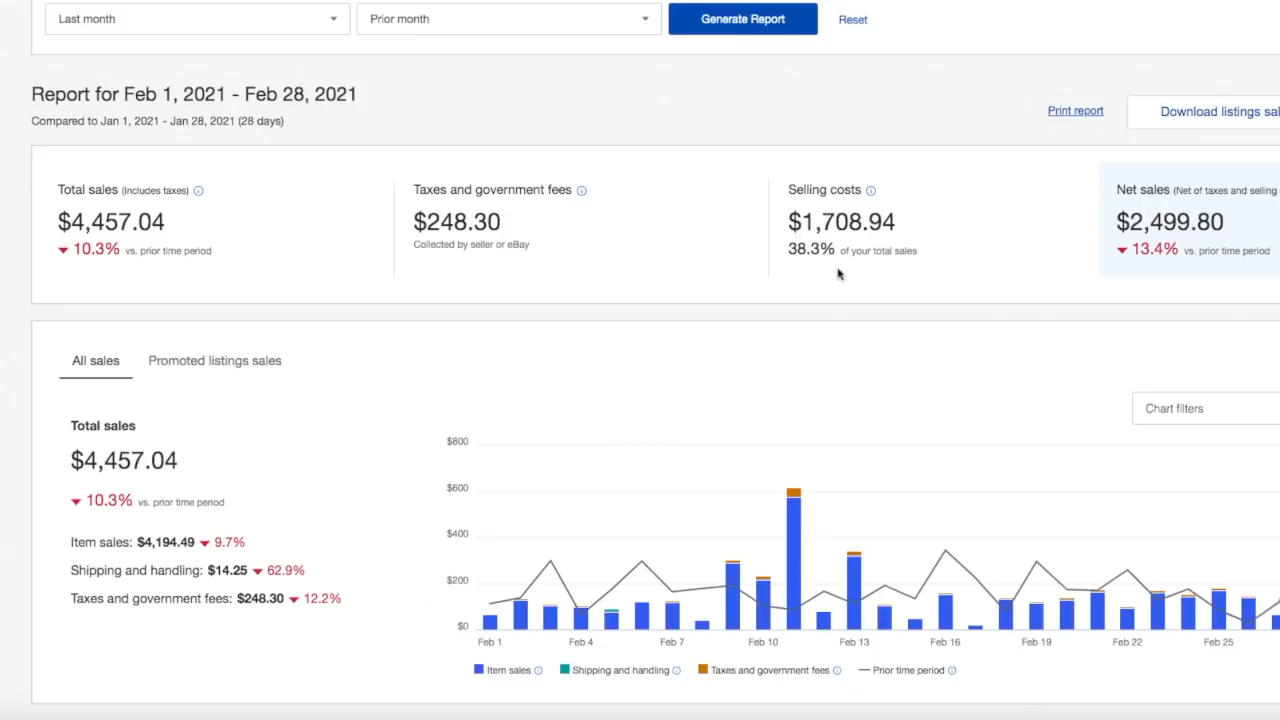 Last month
Prior month
Generate Report
Reset
Report for Feb 1, 2021 - Feb 28, 2021
Compared to Jan 1, 2021 - Jan 28, 2021 (28 days)
Print report
Download listings sal
Total sales (Includes taxes)
$4,457.04
10.3% vs. prior time period
Taxes and government fees
$248.30
Collected by seller or eBay
Selling costs
$1,708.94
38.3% of your total sales
Net sales (Net of taxes and selling
$2,499.80
13.4% vs. prior time period
All sales
Promoted listings sales
Chart filters
Total sales
$4,457.04
10.3% vs. prior time period
Item sales: $4,194.49 9.7%
Shipping and handling: $14.25 62.9%
Taxes and government fees: $248.30 12.2%
$800
$600
$400
$200
$0
Feb 1 Feb 4 Feb 7 Feb 10 Feb 13 Feb 16 Feb 19 Feb 22 Feb 25
Item sales Shipping and handling Taxes and government fees Prior time period